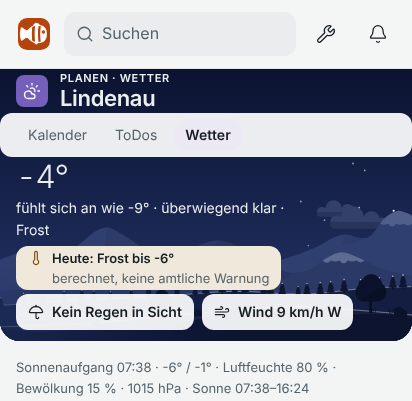 Suchen
PLANEN · WETTER
Lindenau
Kalender ToDos Wetter
-4°
fühlt sich an wie -9° · überwiegend klar ·
Frost
Heute: Frost bis -6°
berechnet, keine amtliche Warnung
Kein Regen in Sicht Wind 9 km/h W
Sonnenaufgang 07:38 · -6° / -1° · Luftfeuchte 80 % ·
Bewölkung 15 % · 1015 hPa · Sonne 07:38–16:24